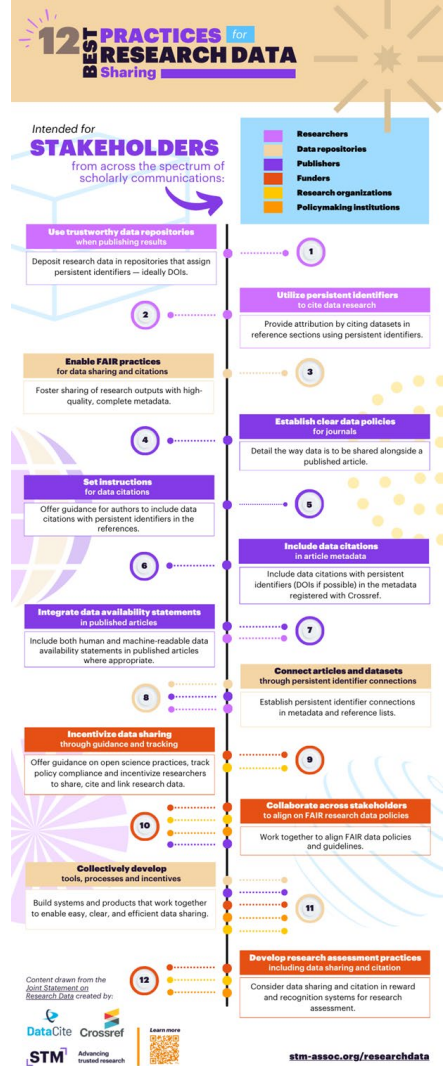 12 BEST PRACTICES for
RESEARCH DATA
Sharing
Intended for
STAKEHOLDERS
from across the spectrum of
scholarly communications:
Researchers
Data repositories
Publishers
Funders
Research organizations
Policymaking institutions
Use trustworthy data repositories
when publishing results
Deposit research data in repositories that assign
persistent identifiers — ideally DOIs.
1
Utilize persistent identifiers
to cite data research
Provide attribution by citing datasets in
reference sections using persistent identifiers.
2
Enable FAIR practices
for data sharing and citations
Foster sharing of research outputs with high-
quality, complete metadata.
3
Establish clear data policies
for journals
Detail the way data is to be shared alongside a
published article.
4
Set instructions
for data citations
Offer guidance for authors to include data
citations with persistent identifiers in the
references.
5
Include data citations
in article metadata
Include data citations with persistent
identifiers (DOIs if possible) in the metadata
registered with Crossref.
6
Integrate data availability statements
in published articles
Include both human and machine-readable data
availability statements in published articles
where appropriate.
7
Connect articles and datasets
through persistent identifier connections
Establish persistent identifier connections
in metadata and reference lists.
8
Incentivize data sharing
through guidance and tracking
Offer guidance on open science practices, track
policy compliance and incentivize researchers
to share, cite and link research data.
9
Collaborate across stakeholders
to align on FAIR research data policies
Work together to align FAIR data policies
and guidelines.
10
Collectively develop
tools, processes and incentives
Build systems and products that work together
to enable easy, clear, and efficient data sharing.
11
Develop research assessment practices
including data sharing and citation
Consider data sharing and citation in reward
and recognition systems for research
assessment.
12
Content drawn from the
Joint Statement on
Research Data created by:
DataCite
Crossref
STM
Advancing
trusted research
Learn more
stm-assoc.org/researchdata